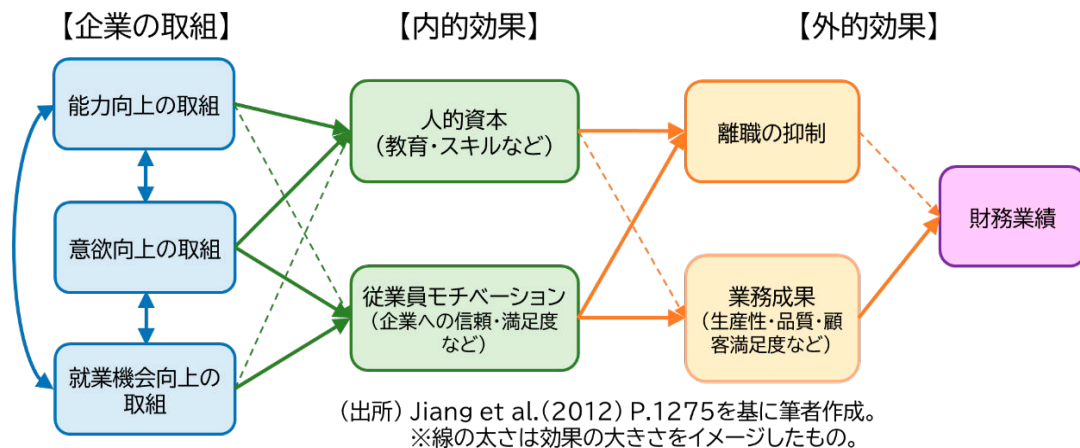 【企業の取組】
【内的効果】
【外的効果】
能力向上の取組
意欲向上の取組
就業機会向上の
取組
人的資本
(教育・スキルなど)
従業員モチベーション
(企業への信頼・満足度
など)
離職の抑制
業務成果
(生産性・品質・顧
客満足度など)
財務業績
(出所) Jiang et al.(2012) P.1275を基に筆者作成。
※線の太さは効果の大きさをイメージしたもの。